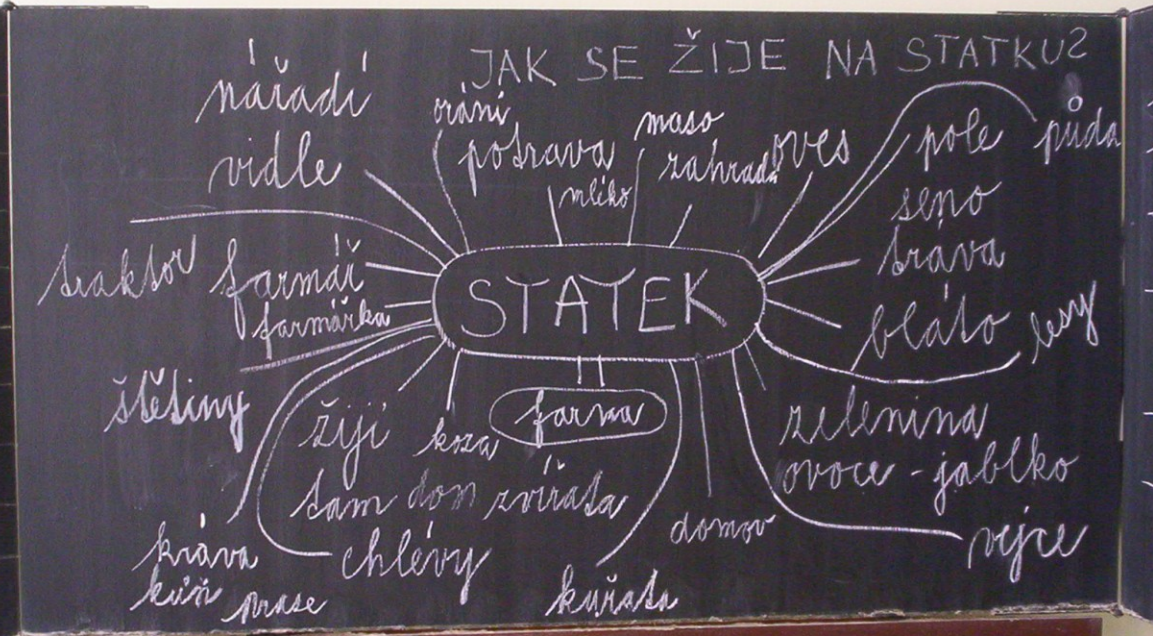 JAK SE ŽIJE NA STATKU?
nářadí
vidle
traktor
orání
potrava
mlíko
maso
zahrada
oves
pole
půda
seno
tráva
bláto
lesy
STATEK
farmář
farmářka
štětiny
žijí
tam dom zvířata
koza
farma
zelenina
ovoce - jablko
vejce
domov
kuřata
chlévy
kráva
kůň prase